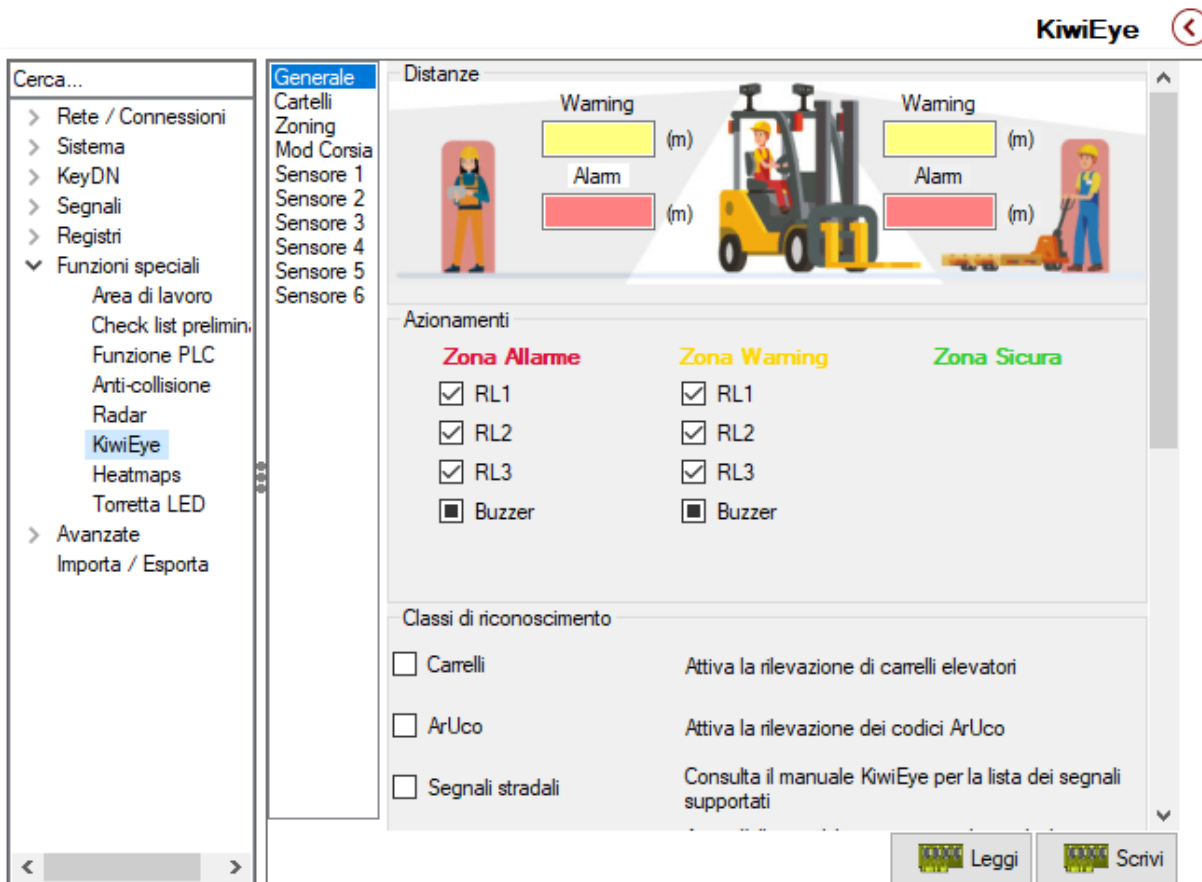 KiwiEye
Cerca...
Rete / Connessioni
Sistema
KeyDN
Segnali
Registri
Funzioni speciali
Area di lavoro
Check list prelimina
Funzione PLC
Anti-collisione
Radar
KiwiEye
Heatmaps
Torretta LED
Avanzate
Importa / Esporta
Generale
Cartelli
Zoning
Mod Corsia
Sensore 1
Sensore 2
Sensore 3
Sensore 4
Sensore 5
Sensore 6
Distanze
Warning
(m)
Alarm
(m)
Warning
(m)
Alarm
(m)
Azionamenti
Zona Allarme
Zona Warning
Zona Sicura
RL1
RL1
RL2
RL2
RL3
RL3
Buzzer
Buzzer
Classi di riconoscimento
Carrelli
Attiva la rilevazione di carrelli elevatori
ArUco
Attiva la rilevazione dei codici ArUco
Segnali stradali
Consulta il manuale KiwiEye per la lista dei segnali
supportati
Leggi
Scrivi